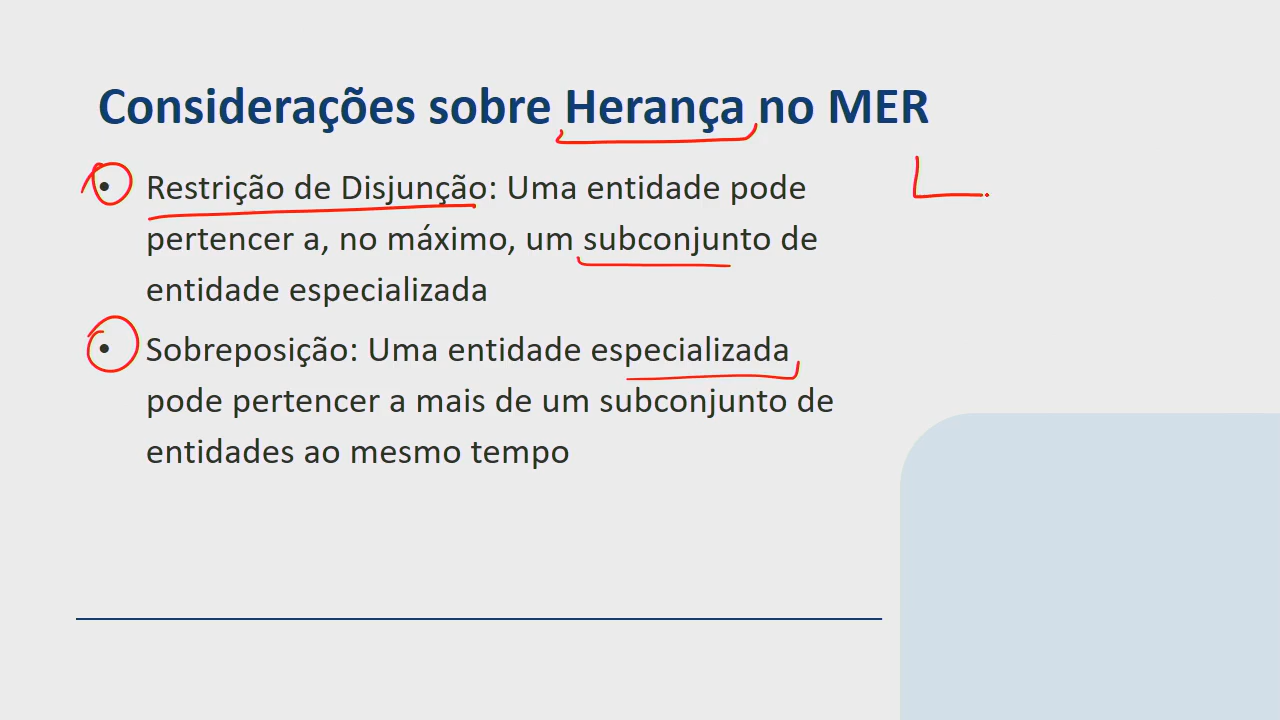 Considerações sobre Herança no MER
• Restrição de Disjunção: Uma entidade pode
pertencer a, no máximo, um subconjunto de
entidade especializada
• Sobreposição: Uma entidade especializada
pode pertencer a mais de um subconjunto de
entidades ao mesmo tempo